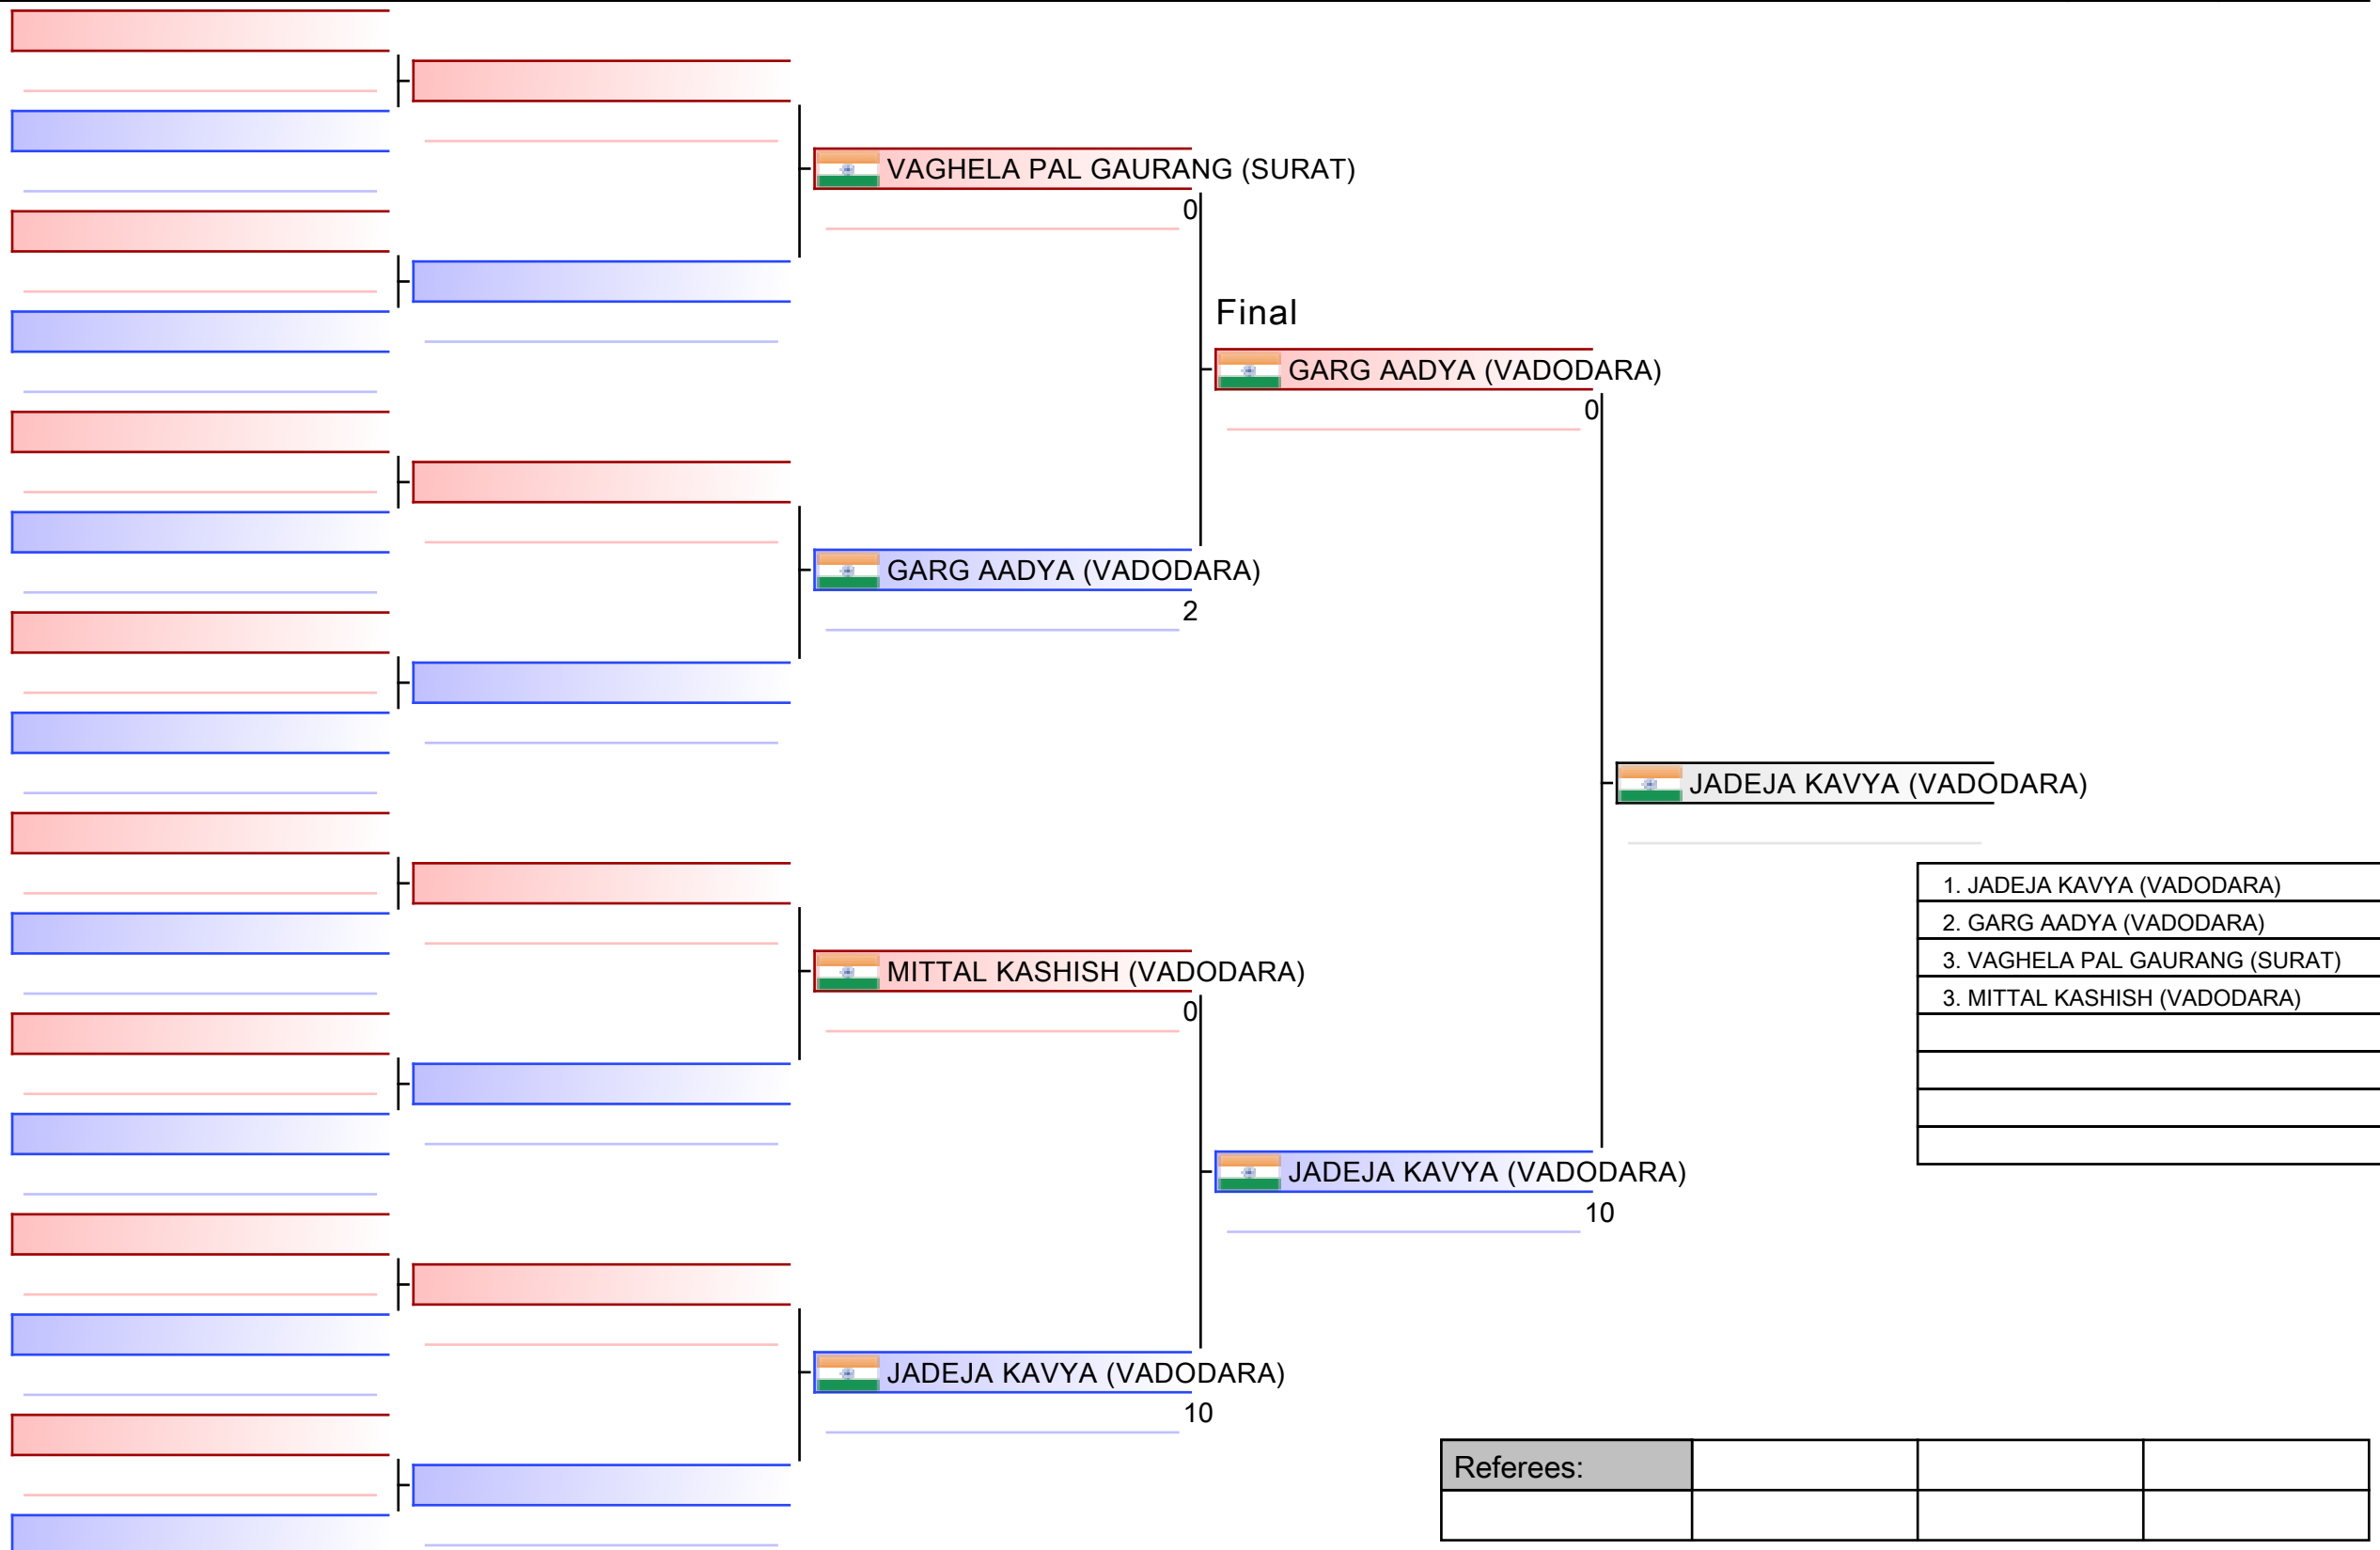 VAGHELA PAL GAURANG (SURAT)
0
Final
GARG AADYA (VADODARA)
0
GARG AADYA (VADODARA)
2
JADEJA KAVYA (VADODARA)
1. JADEJA KAVYA (VADODARA)
2. GARG AADYA (VADODARA)
3. VAGHELA PAL GAURANG (SURAT)
3. MITTAL KASHISH (VADODARA)
MITTAL KASHISH (VADODARA)
0
JADEJA KAVYA (VADODARA)
10
JADEJA KAVYA (VADODARA)
10
Referees: